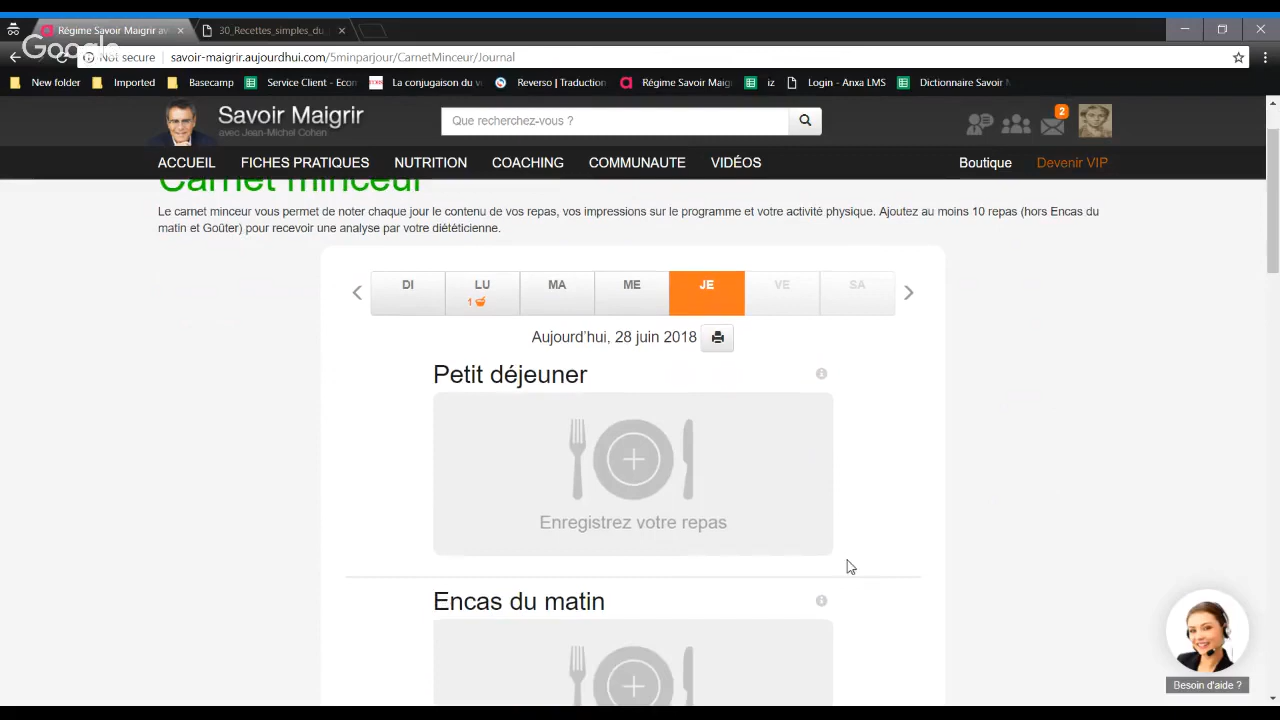 Régime Savoir Maigrir av
30_Recettes_simples_du
Google
Not secure
savoir-maigrir.aujourdhui.com/5minparjour/CarnetMinceur/Journal
New folder
Imported
Basecamp
Service Client - Econ
La conjugaison du v
Reverso | Traduction
Régime Savoir Maigri
iz
Login - Anxa LMS
Dictionnaire Savoir M
Savoir Maigrir
avec Jean-Michel Cohen
Que recherchez-vous ?
2
ACCUEIL
FICHES PRATIQUES
NUTRITION
COACHING
COMMUNAUTE
VIDÉOS
Boutique
Devenir VIP
Carnet minceur
Le carnet minceur vous permet de noter chaque jour le contenu de vos repas, vos impressions sur le programme et votre activité physique. Ajoutez au moins 10 repas (hors Encas du
matin et Goûter) pour recevoir une analyse par votre diététicienne.
DI
LU
1
MA
ME
JE
VE
SA
Aujourd'hui, 28 juin 2018
Petit déjeuner
Enregistrez votre repas
Encas du matin
Besoin d'aide ?